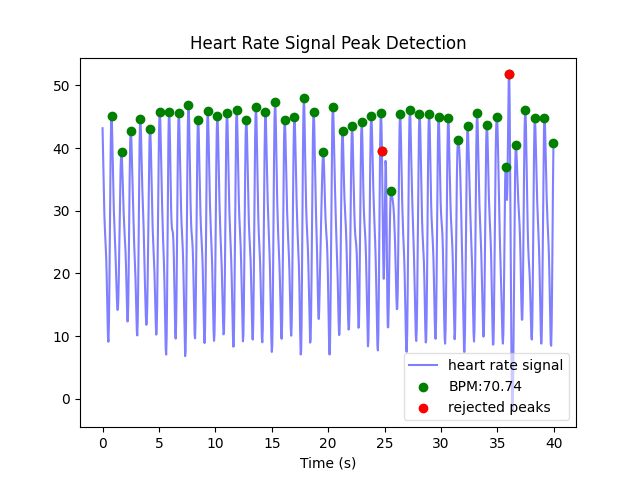 Heart Rate Signal Peak Detection
50
40
30
20
10
0
heart rate signal
BPM:70.74
rejected peaks
0 5 10 15 20 25 30 35 40
Time (s)